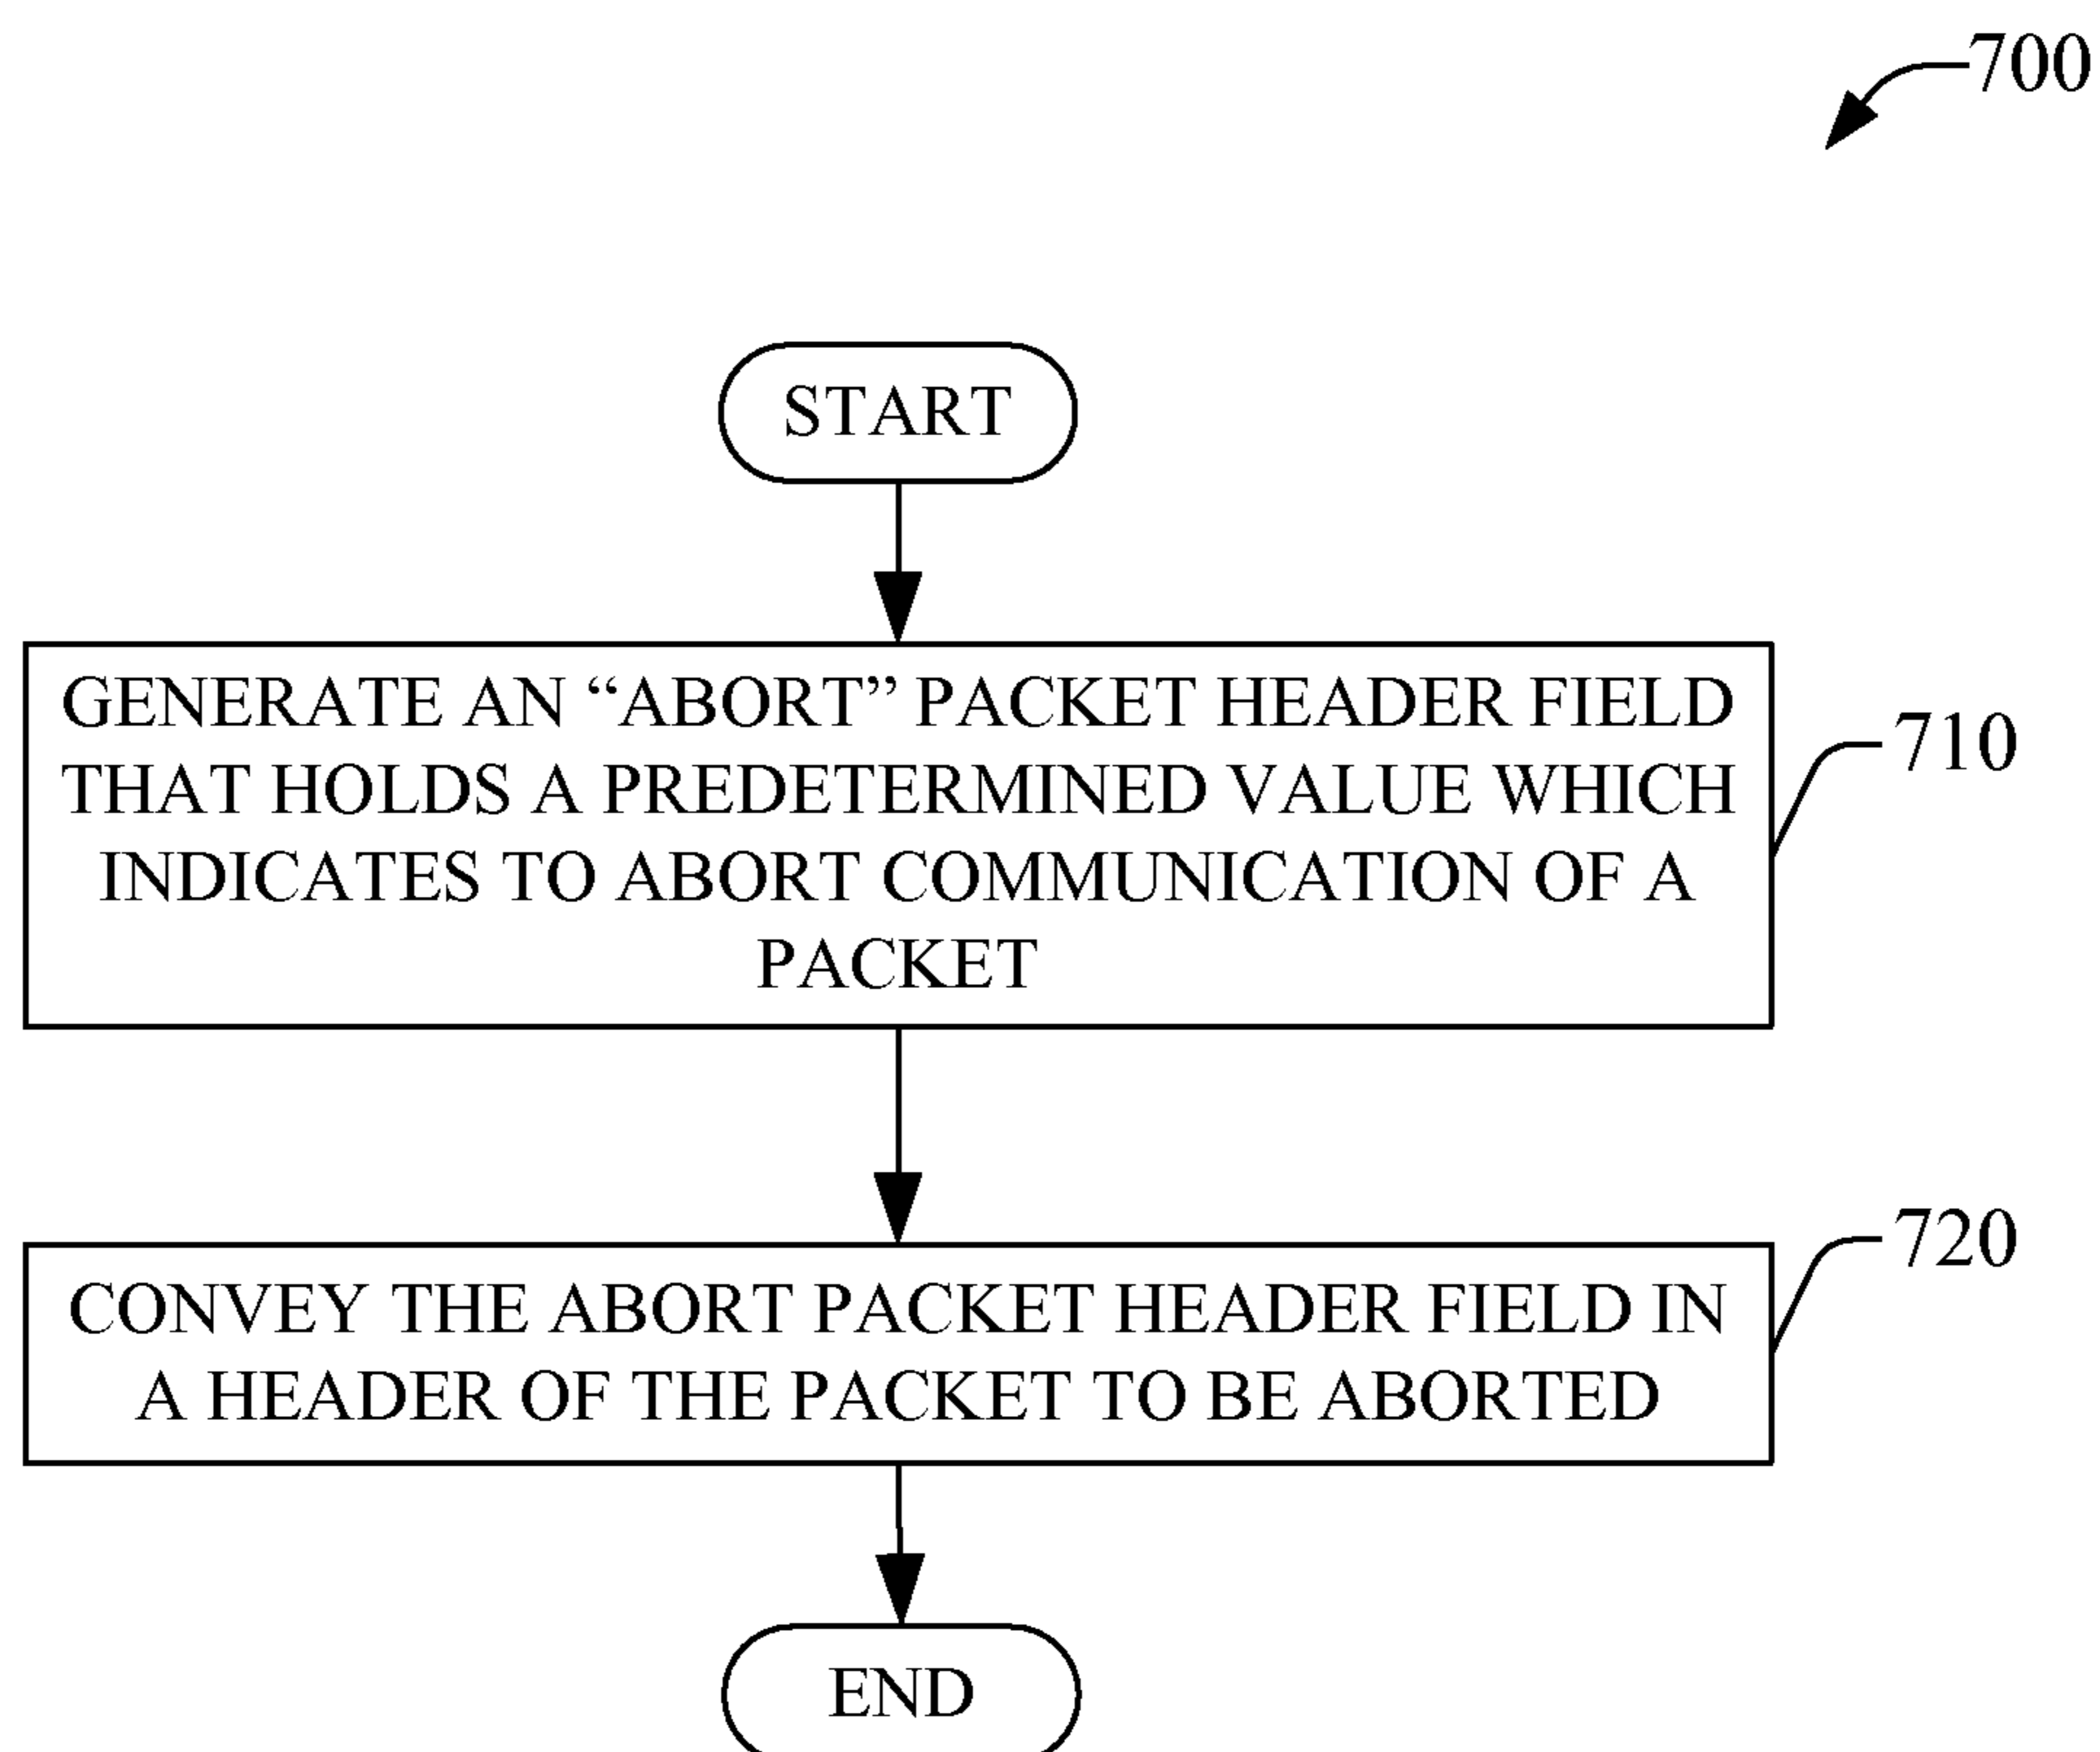 700
START
GENERATE AN “ABORT” PACKET HEADER FIELD
THAT HOLDS A PREDETERMINED VALUE WHICH
INDICATES TO ABORT COMMUNICATION OF A
PACKET
710
CONVEY THE ABORT PACKET HEADER FIELD IN
A HEADER OF THE PACKET TO BE ABORTED
720
END